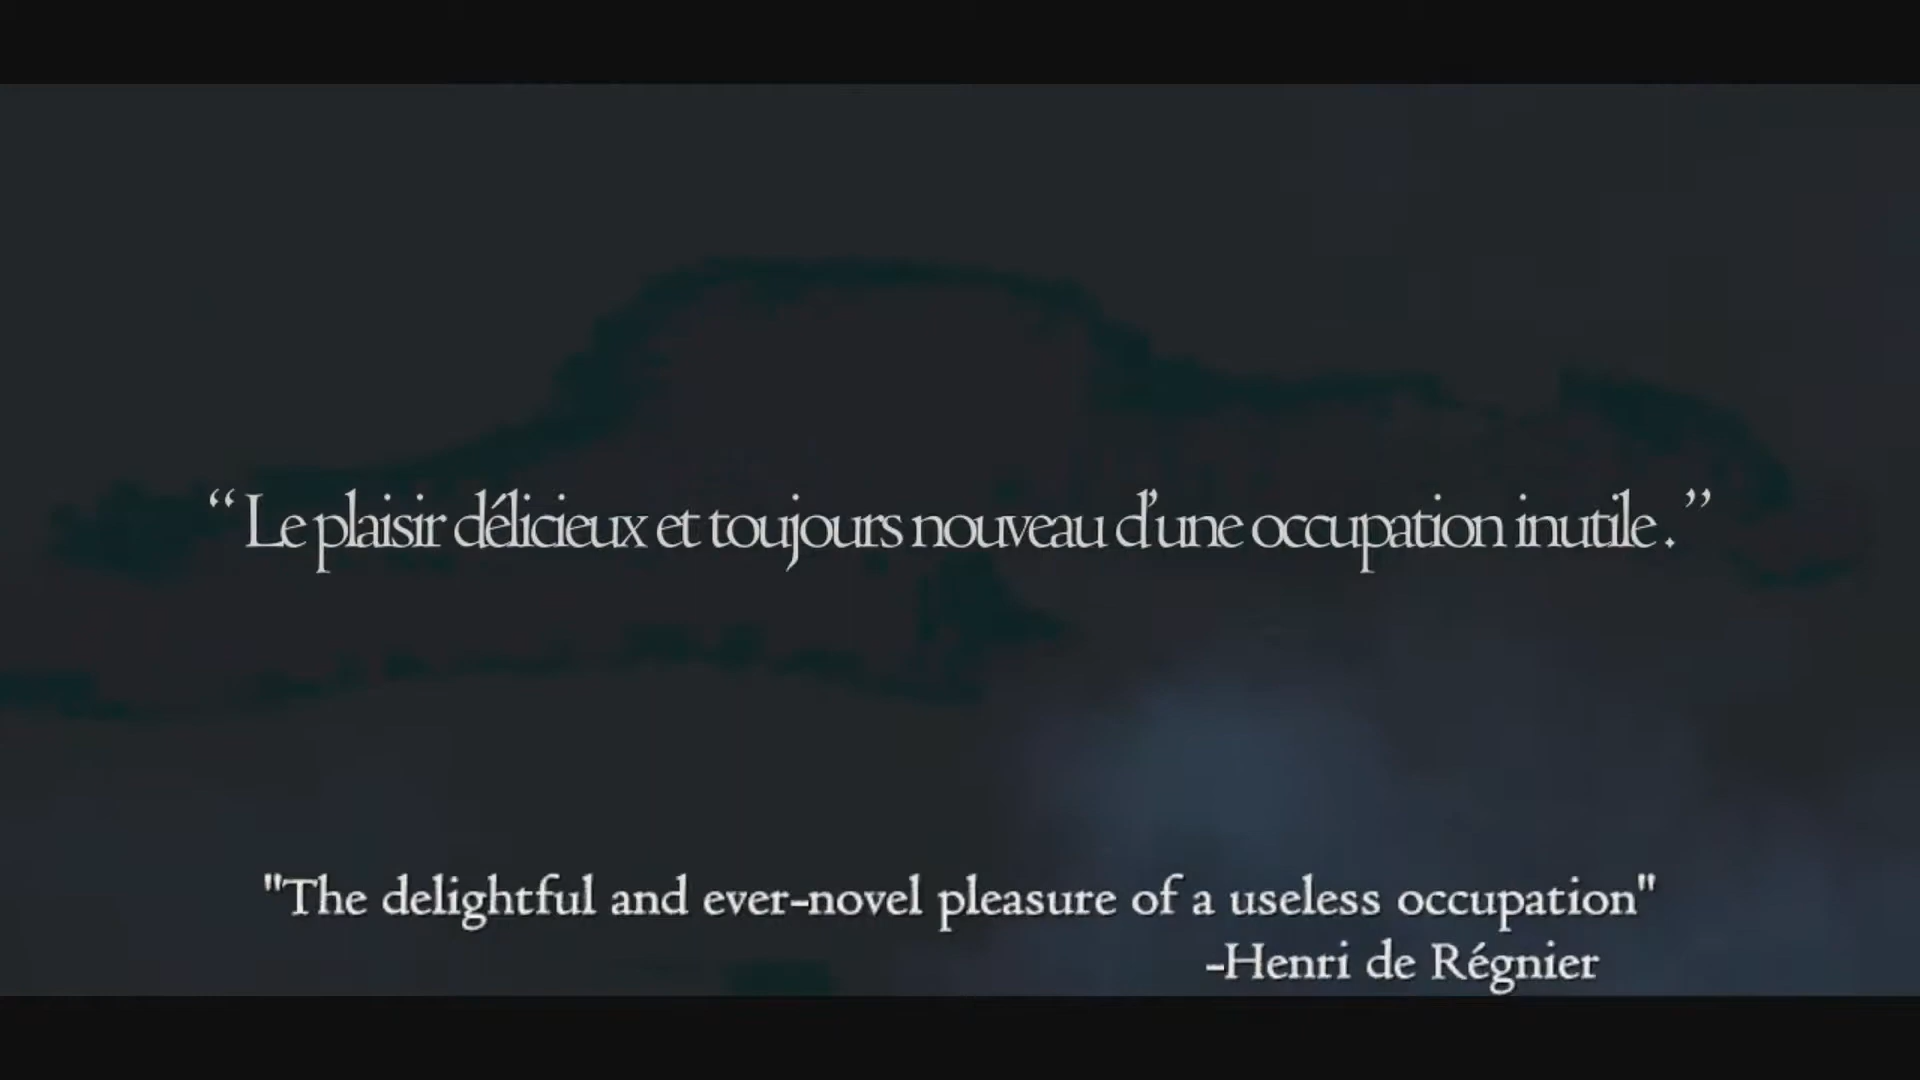 “Le plaisir délicieux et toujours nouveau d’une occupation inutile.”
"The delightful and ever-novel pleasure of a useless occupation"
-Henri de Régnier